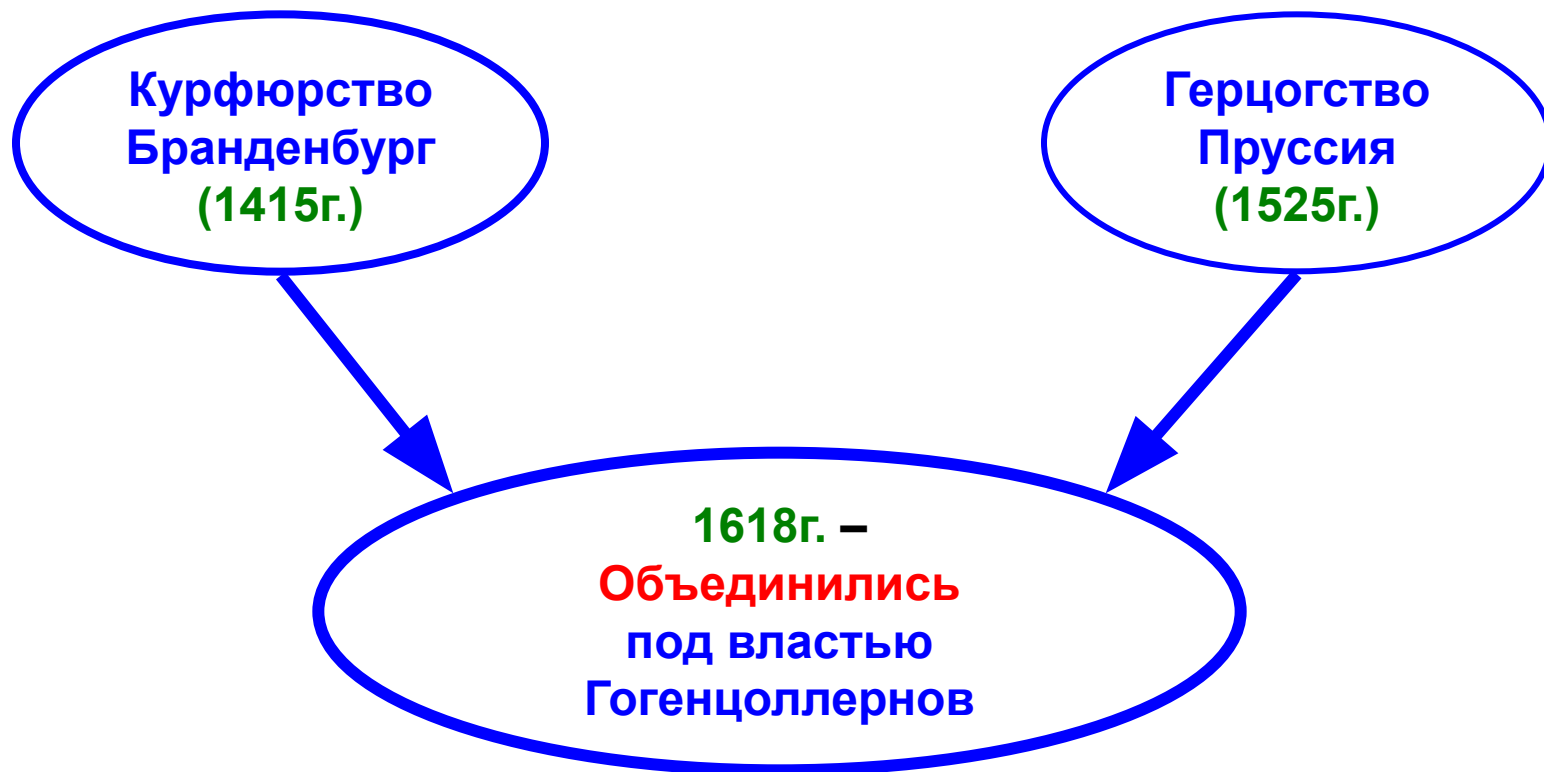 Курфюрство
Бранденбург
(1415г.)
Герцогство
Пруссия
(1525г.)
1618г. –
Объединились
под властью
Гогенцоллернов